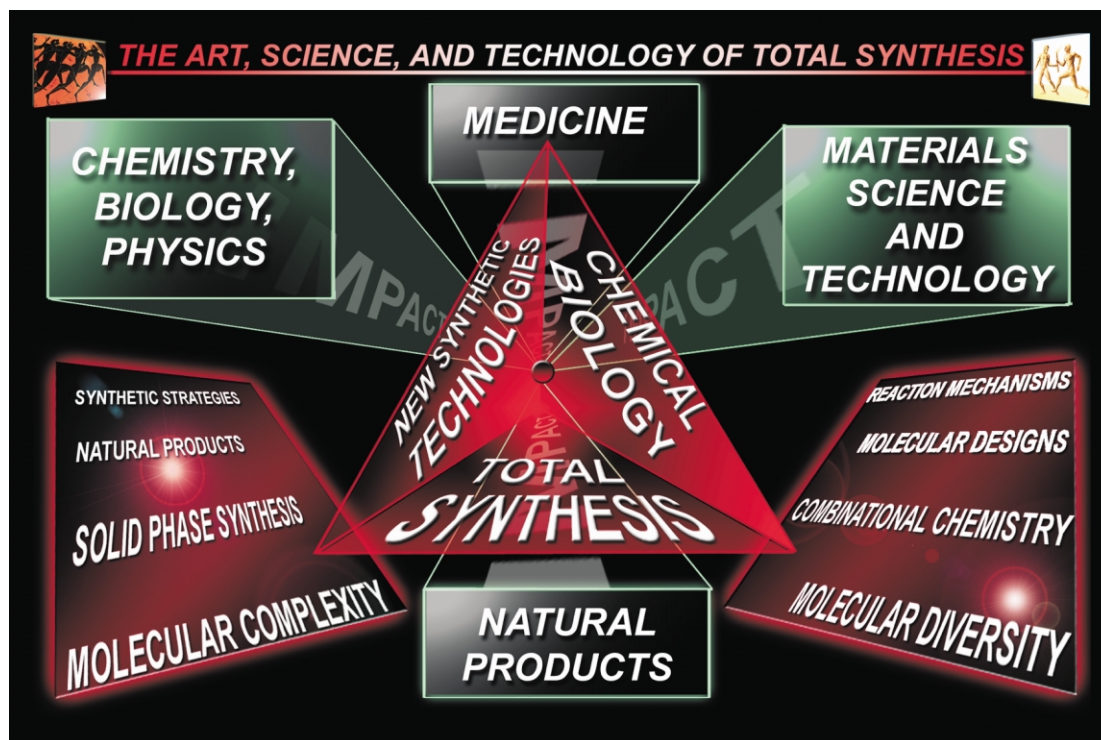 THE ART, SCIENCE, AND TECHNOLOGY OF TOTAL SYNTHESIS
CHEMISTRY,
BIOLOGY,
PHYSICS
MEDICINE
MATERIALS
SCIENCE
AND
TECHNOLOGY
IMPACT
IMPACT
IMPACT
IMPACT
NEW SYNTHETIC
TECHNOLOGIES
CHEMICAL
BIOLOGY
TOTAL
SYNTHESIS
SYNTHETIC STRATEGIES
NATURAL PRODUCTS
SOLID PHASE SYNTHESIS
MOLECULAR COMPLEXITY
REACTION MECHANISMS
MOLECULAR DESIGNS
COMBINATIONAL CHEMISTRY
MOLECULAR DIVERSITY
NATURAL
PRODUCTS